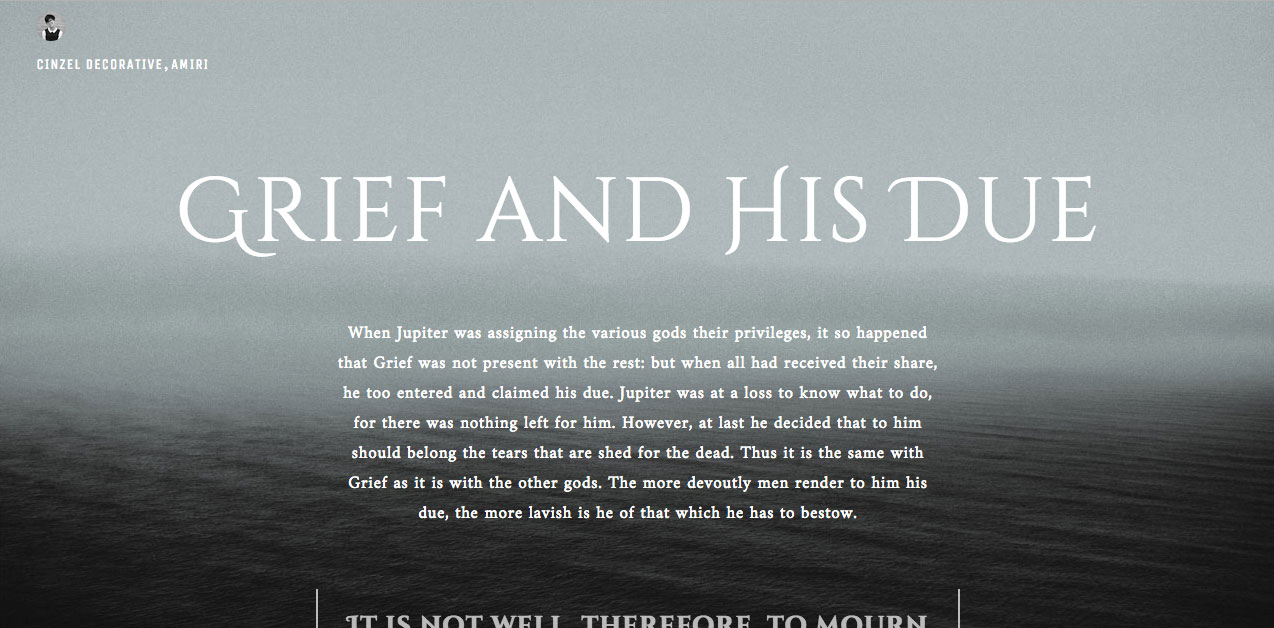 CINZEL DECORATIVE, AMIRI
GRIEF AND HIS DUE
When Jupiter was assigning the various gods their privileges, it so happened
that Grief was not present with the rest: but when all had received their share,
he too entered and claimed his due. Jupiter was at a loss to know what to do,
for there was nothing left for him. However, at last he decided that to him
should belong the tears that are shed for the dead. Thus it is the same with
Grief as it is with the other gods. The more devoutly men render to him his
due, the more lavish is he of that which he has to bestow.
IT IS NOT WELL, THEREFORE, TO MOURN